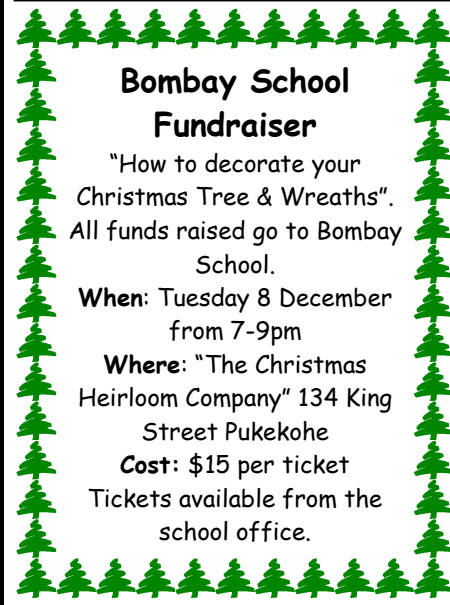 Bombay School
Fundraiser
“How to decorate your
Christmas Tree & Wreaths”.
All funds raised go to Bombay
School.
When: Tuesday 8 December
from 7-9pm
Where: “The Christmas
Heirloom Company” 134 King
Street Pukekohe
Cost: $15 per ticket
Tickets available from the
school office.